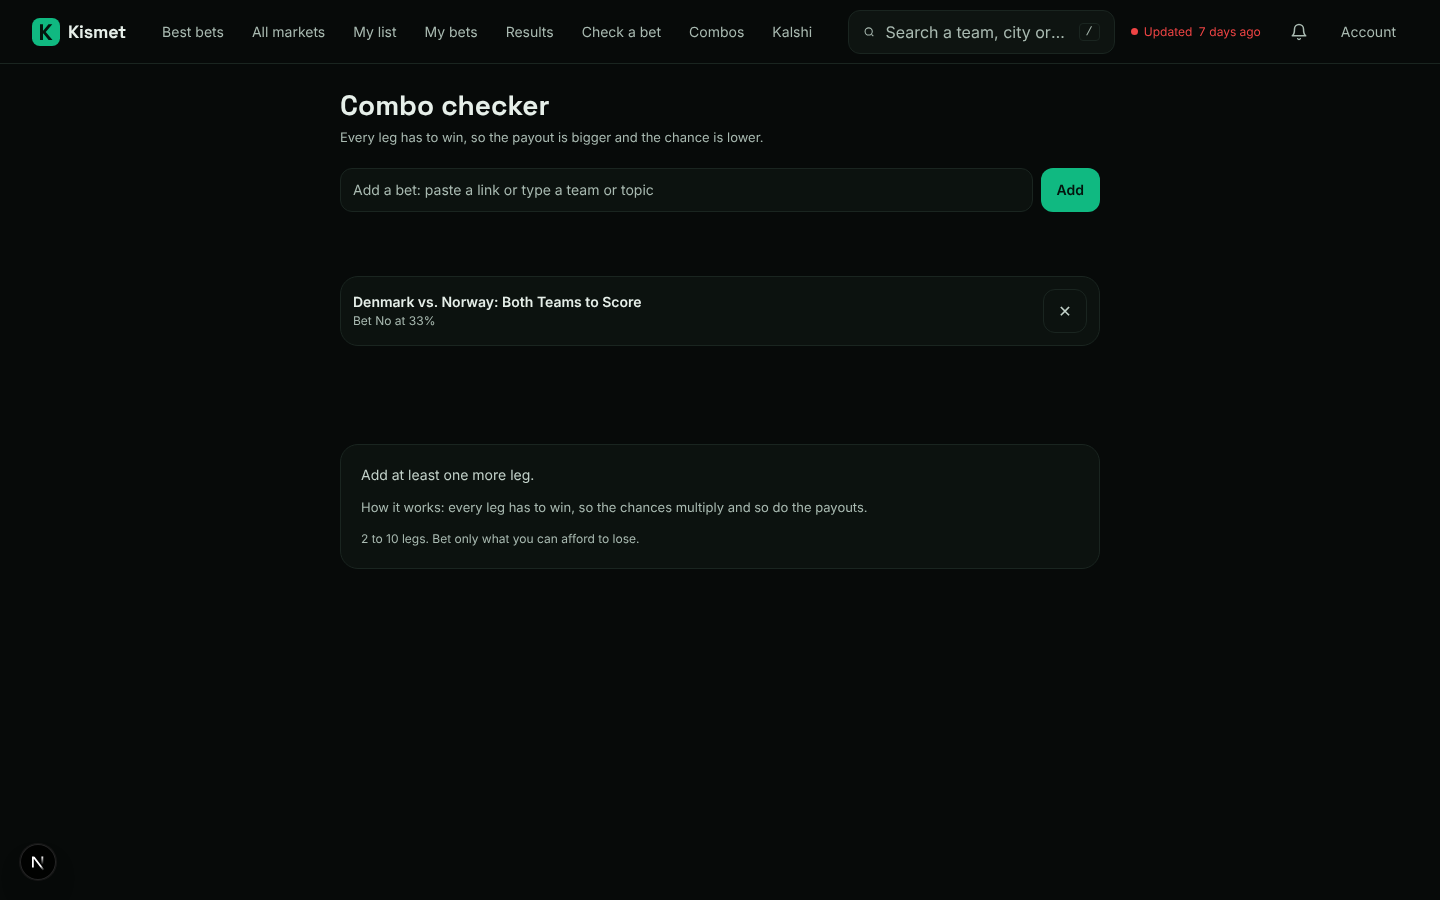 K Kismet Best bets All markets My list My bets Results Check a bet Combos Kalshi Search a team, city or... / Updated 7 days ago Account
Combo checker
Every leg has to win, so the payout is bigger and the chance is lower.
Add a bet: paste a link or type a team or topic Add
Denmark vs. Norway: Both Teams to Score
Bet No at 33%
Add at least one more leg.
How it works: every leg has to win, so the chances multiply and so do the payouts.
2 to 10 legs. Bet only what you can afford to lose.
N